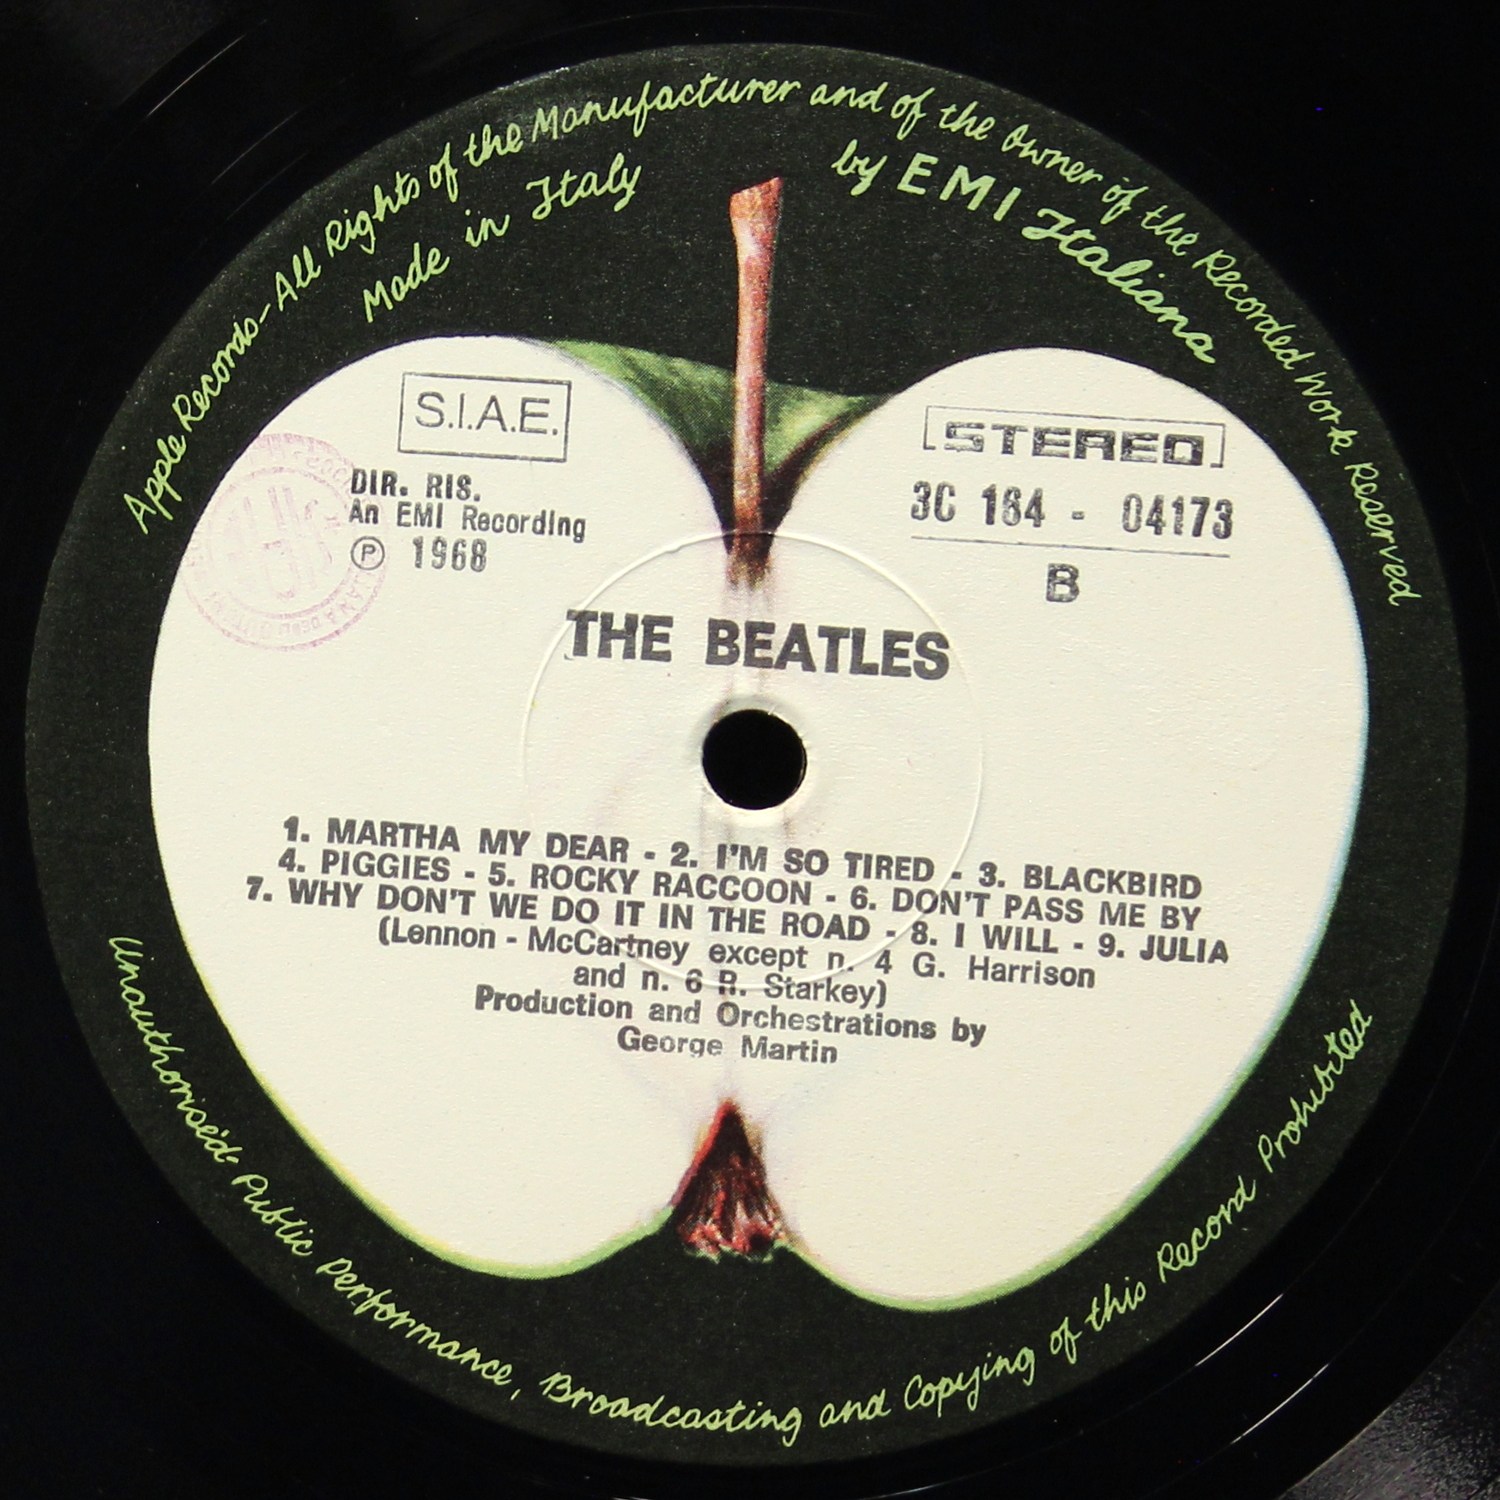 Apple Records - All Rights of the Manufacturer and of the Owner of the Recorded Work Reserved
Made in Italy
by EMI Italiana
S.I.A.E.
DIR. RIS.
An EMI Recording
℗ 1968
STEREO
3C 164 - 04173
B
THE BEATLES
1. MARTHA MY DEAR - 2. I'M SO TIRED - 3. BLACKBIRD
4. PIGGIES - 5. ROCKY RACCOON - 6. DON'T PASS ME BY
7. WHY DON'T WE DO IT IN THE ROAD - 8. I WILL - 9. JULIA
(Lennon - McCartney except n. 4 G. Harrison
and n. 6 R. Starkey)
Production and Orchestrations by
George Martin
Unauthorised Public Performance, Broadcasting and Copying of this Record Prohibited